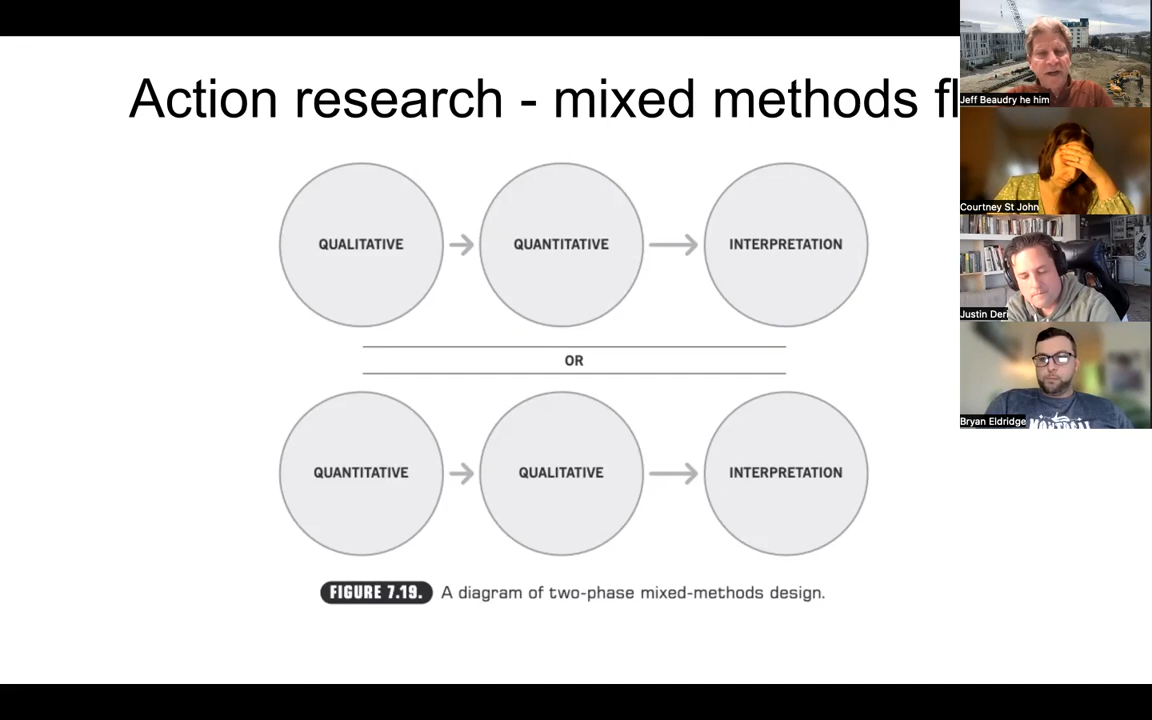 Action research - mixed methods fl
QUALITATIVE
QUANTITATIVE
INTERPRETATION
OR
QUANTITATIVE
QUALITATIVE
INTERPRETATION
FIGURE 7.19. A diagram of two-phase mixed-methods design.
Jeff Beaudry he him
Courtney St John
Justin Deri
Bryan Eldridge